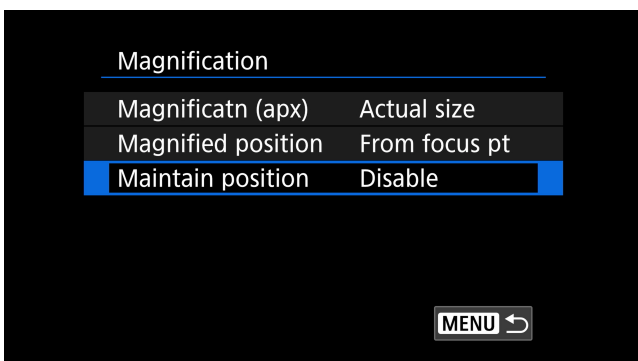 Magnification
Magnificatn (apx) Actual size
Magnified position From focus pt
Maintain position Disable
MENU